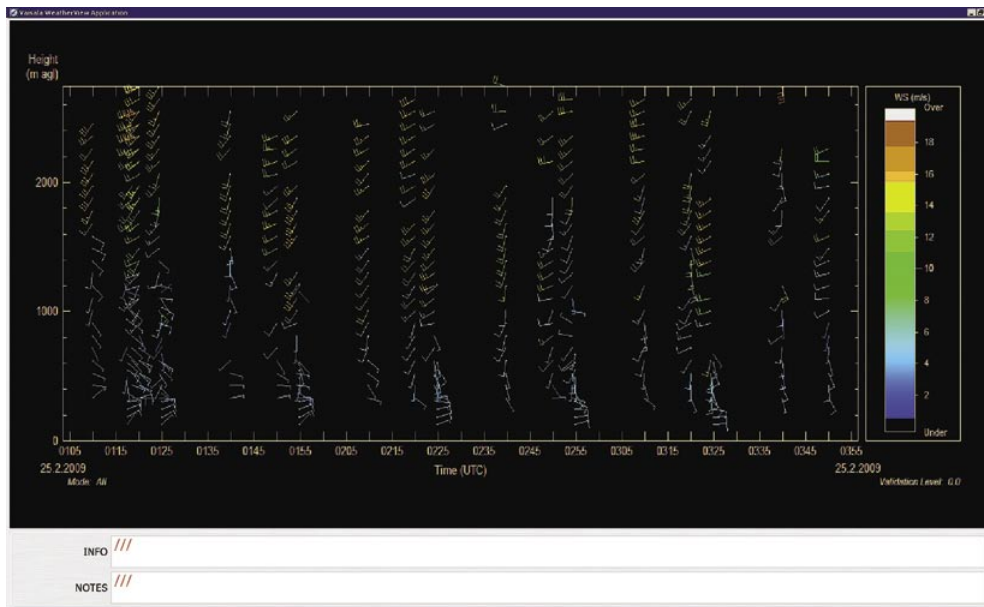 Vaisala WeatherView Application
Height
(m agl)
WS (m/s)
Over
18
16
14
12
10
8
6
4
2
Under
2000
1000
0
0105 0115 0125 0135 0145 0155 0205 0215 0225 0235 0245 0255 0305 0315 0325 0335 0345 0355
25.2.2009 Time (UTC) 25.2.2009
Mode: All Validation Level: 0.0
INFO ///
NOTES ///